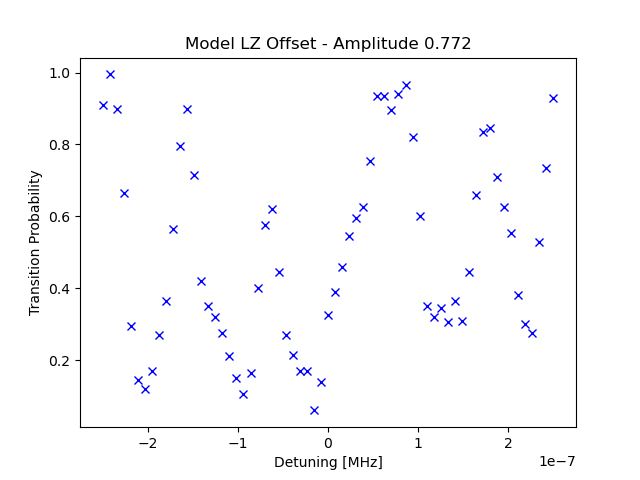 Model LZ Offset - Amplitude 0.772
Transition Probability
1.0
0.8
0.6
0.4
0.2
−2
−1
0
1
2
1e−7
Detuning [MHz]